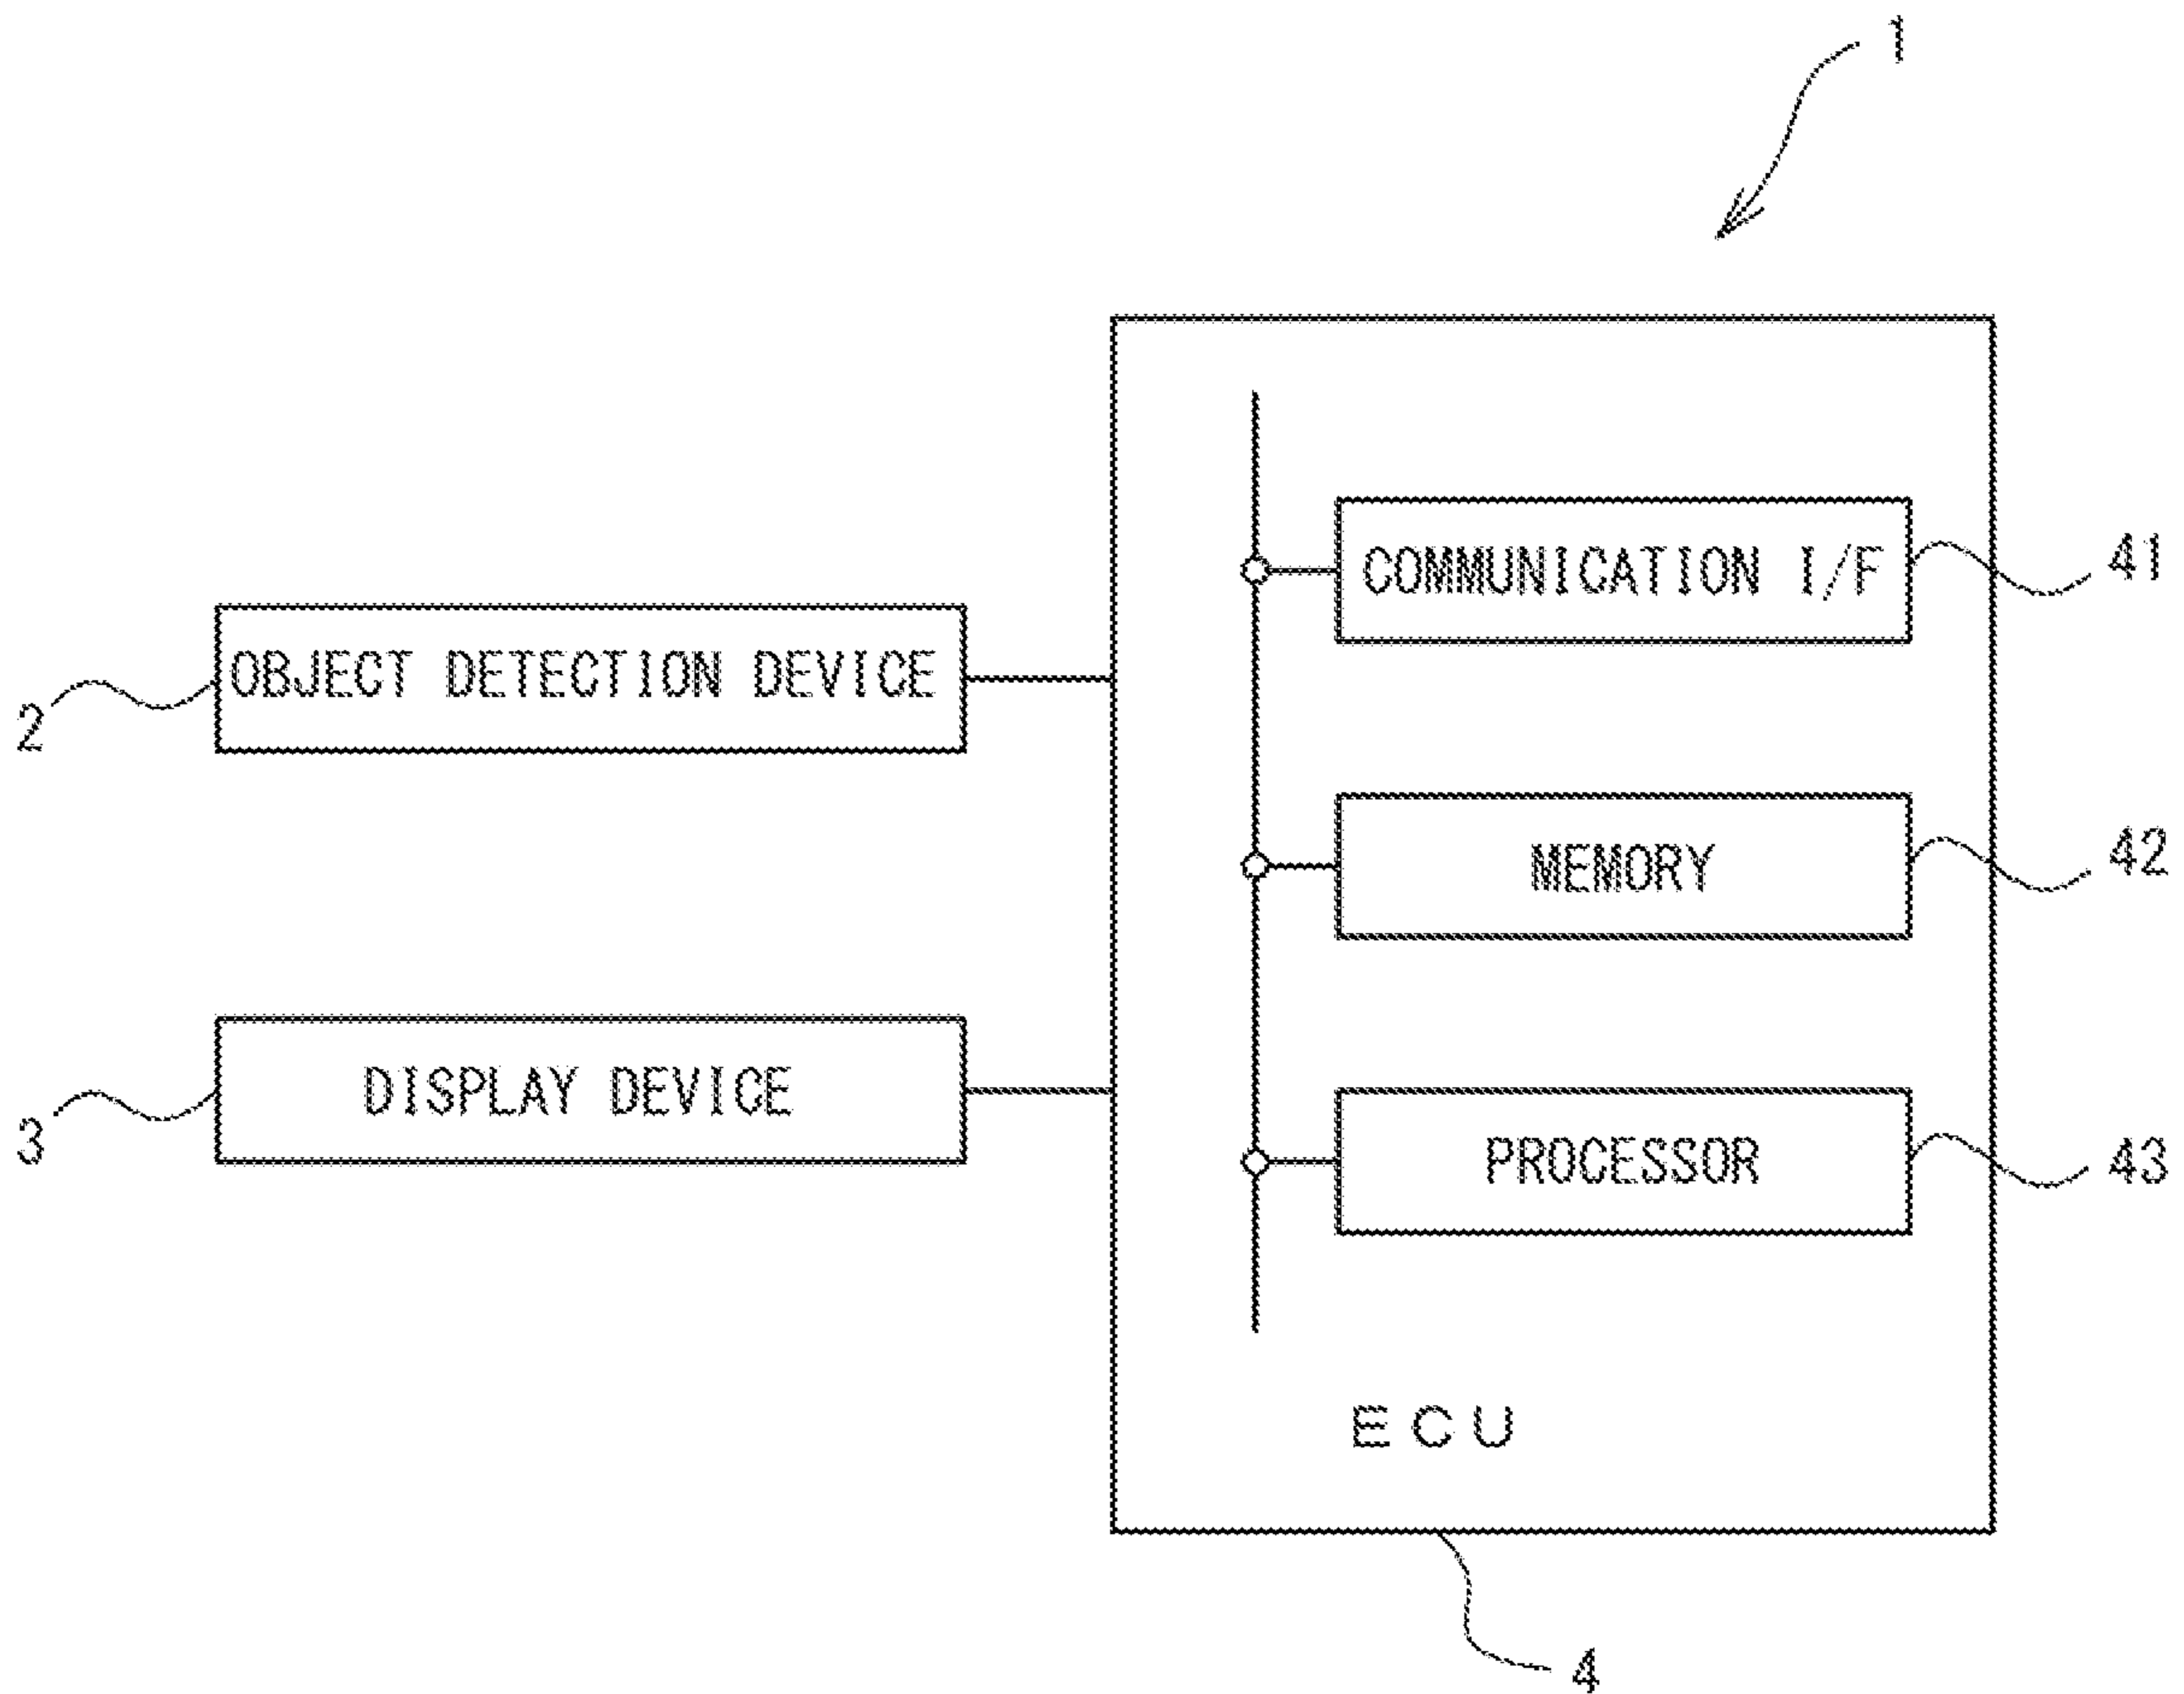 1
COMMUNICATION I/F
41
OBJECT DETECTION DEVICE
2
MEMORY
42
DISPLAY DEVICE
3
PROCESSOR
43
ECU
4